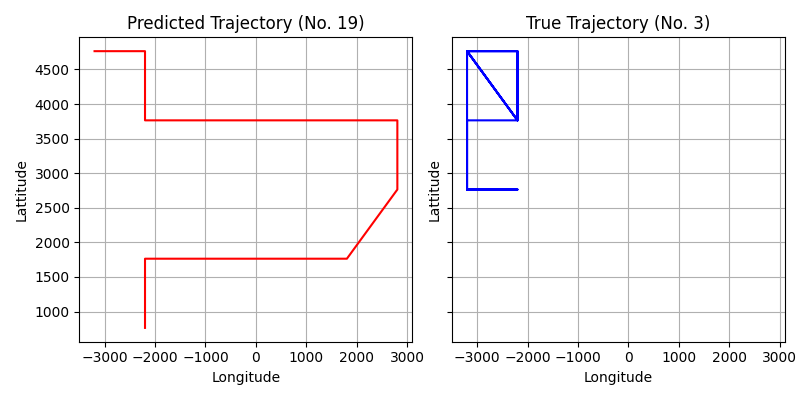 Predicted Trajectory (No. 19)
True Trajectory (No. 3)
Lattitude
4500
4000
3500
3000
2500
2000
1500
1000
−3000 −2000 −1000 0 1000 2000 3000
Longitude
Lattitude
−3000 −2000 −1000 0 1000 2000 3000
Longitude